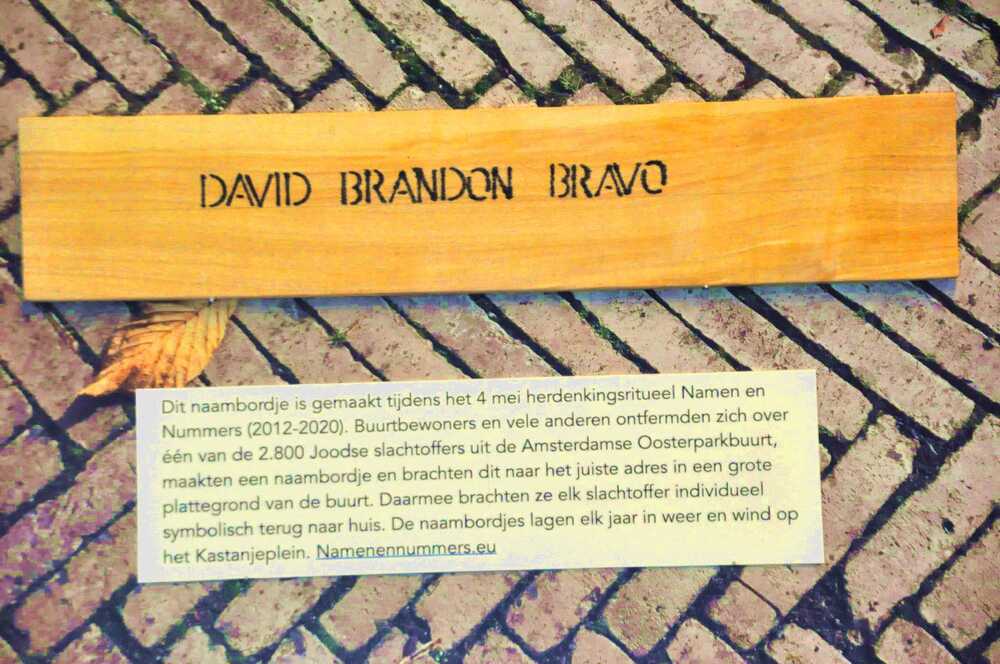 DAVID BRANDON BRAVO
Dit naambordje is gemaakt tijdens het 4 mei herdenkingsritueel Namen en
Nummers (2012-2020). Buurtbewoners en vele anderen ontfermden zich over
één van de 2.800 Joodse slachtoffers uit de Amsterdamse Oosterparkbuurt,
maakten een naambordje en brachten dit naar het juiste adres in een grote
plattegrond van de buurt. Daarmee brachten ze elk slachtoffer individueel
symbolisch terug naar huis. De naambordjes lagen elk jaar in weer en wind op
het Kastanjeplein. Namenennummers.eu